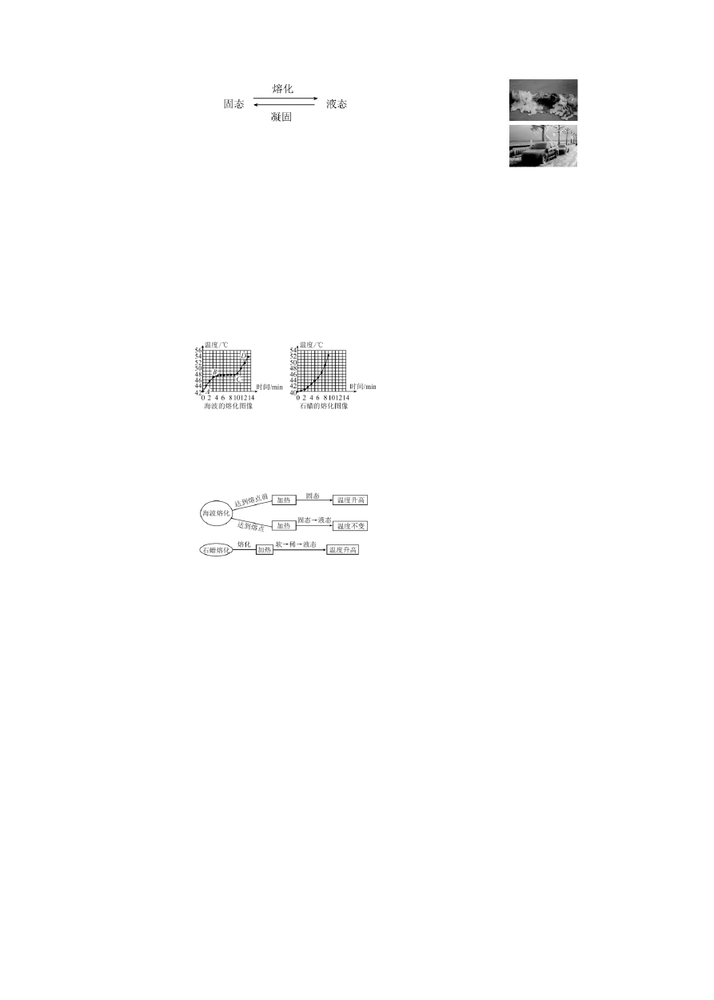 熔化
固态 液态
凝固
温度/℃
56
54
52
50
48
46
44
42
A
B
C
D
0 2 4 6 8 10 12 14
时间/min
海波的熔化图像
温度/℃
54
52
50
48
46
44
42
40
0 2 4 6 8 10 12 14
时间/min
石蜡的熔化图像
海波熔化
达到熔点前 加热 固态 温度升高
达到熔点 加热 固态→液态 温度不变
石蜡熔化 熔化 加热 软→稀→液态 温度升高